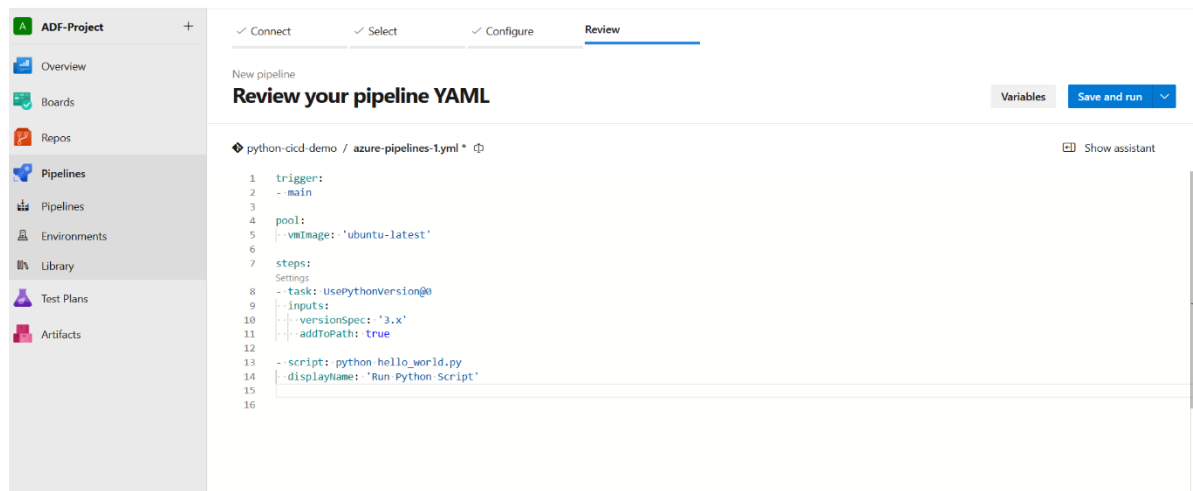 A ADF-Project +
Overview
Boards
Repos
Pipelines
Pipelines
Environments
Library
Test Plans
Artifacts
Connect
Select
Configure
Review
New pipeline
Review your pipeline YAML
Variables
Save and run
python-cicd-demo / azure-pipelines-1.yml *
Show assistant
1 trigger:
2 - main
3
4 pool:
5   vmImage: 'ubuntu-latest'
6
7 steps:
Settings
8 - task: UsePythonVersion@0
9   inputs:
10     versionSpec: '3.x'
11     addToPath: true
12
13 - script: python hello_world.py
14   displayName: 'Run Python Script'
15
16